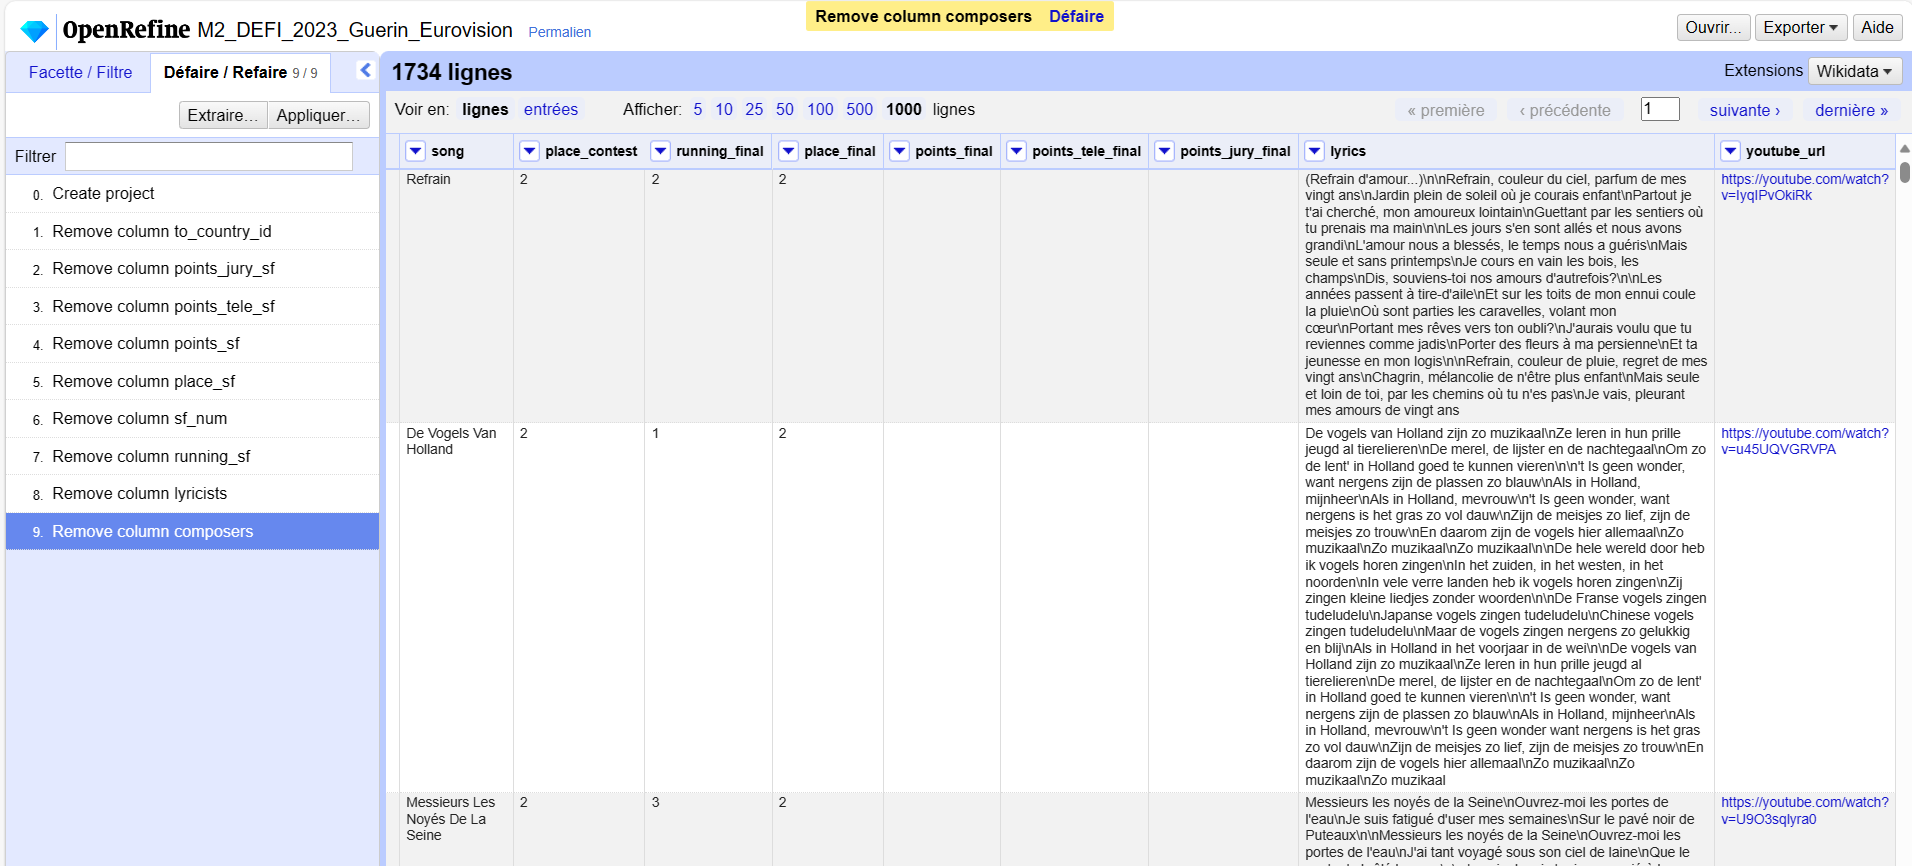 Remove column composers Défaire
OpenRefine M2_DEFI_2023_Guerin_Eurovision Permalien
Ouvrir... Exporter Aide
Facette / Filtre Défaire / Refaire 9 / 9
Extraire... Appliquer...
Filtrer
0. Create project
1. Remove column to_country_id
2. Remove column points_jury_sf
3. Remove column points_tele_sf
4. Remove column points_sf
5. Remove column place_sf
6. Remove column sf_num
7. Remove column running_sf
8. Remove column lyricists
9. Remove column composers
1734 lignes
Extensions Wikidata
Voir en: lignes entrées Afficher: 5 10 25 50 100 500 1000 lignes
« première ‹ précédente 1 suivante › dernière »
song place_contest running_final place_final points_final points_tele_final points_jury_final lyrics youtube_url
Refrain 2 2 2
(Refrain d'amour...)\n\nRefrain, couleur du ciel, parfum de mes
vingt ans\nJardin plein de soleil où je courais enfant\nPartout je
t'ai cherché, mon amoureux lointain\nGuettant par les sentiers où
tu prenais ma main\n\nLes jours s'en sont allés et nous avons
grandi\nL'amour nous a blessés, le temps nous a guéris\nMais
seule et sans printemps\nJe cours en vain les bois, les
champs\nDis, souviens-toi nos amours d'autrefois?\n\nLes
années passent à tire-d'aile\nEt sur les toits de mon ennui coule
la pluie\nOù sont parties les caravelles, volant mon
cœur\nPortant mes rêves vers ton oubli?\nJ'aurais voulu que tu
reviennes comme jadis\nPorter des fleurs à ma persienne\nEt ta
jeunesse en mon logis\n\nRefrain, couleur de pluie, regret de mes
vingt ans\nChagrin, mélancolie de n'être plus enfant\nMais seule
et loin de toi, par les chemins où tu n'es pas\nJe vais, pleurant
mes amours de vingt ans
https://youtube.com/watch?
v=IyqIPvOkiRk
De Vogels Van
Holland
2 1 2
De vogels van Holland zijn zo muzikaal\nZe leren in hun prille
jeugd al tierelieren\nDe merel, de lijster en de nachtegaal\nOm zo
de lent' in Holland goed te kunnen vieren\n\n't Is geen wonder,
want nergens zijn de plassen zo blauw\nAls in Holland,
mijnheer\nAls in Holland, mevrouw\n't Is geen wonder, want
nergens is het gras zo vol dauw\nZijn de meisjes zo lief, zijn de
meisjes zo trouw\nEn daarom zijn de vogels hier allemaal\nZo
muzikaal\nZo muzikaal\nZo muzikaal\n\nDe hele wereld door heb
ik vogels horen zingen\nIn het zuiden, in het westen, in het
noorden\nIn vele verre landen heb ik vogels horen zingen\nZij
zingen kleine liedjes zonder woorden\n\nDe Franse vogels zingen
tudeludelu\nJapanse vogels zingen tudeludelu\nChinese vogels
zingen tudeludelu\nMaar de vogels zingen nergens zo gelukkig
en blij\nAls in Holland in het voorjaar in de wei\n\nDe vogels van
Holland zijn zo muzikaal\nZe leren in hun prille jeugd al
tierelieren\nDe merel, de lijster en de nachtegaal\nOm zo de lent'
in Holland goed te kunnen vieren\n\n't Is geen wonder, want
nergens zijn de plassen zo blauw\nAls in Holland, mijnheer\nAls
in Holland, mevrouw\n't Is geen wonder want nergens is het gras
zo vol dauw\nZijn de meisjes zo lief, zijn de meisjes zo trouw\nEn
daarom zijn de vogels hier allemaal\nZo muzikaal\nZo
muzikaal\nZo muzikaal
https://youtube.com/watch?
v=u45UQVGRVPA
Messieurs Les
Noyés De La
Seine
2 3 2
Messieurs les noyés de la Seine\nOuvrez-moi les portes de
l'eau\nJe suis fatigué d'user mes semaines\nSur le pavé noir de
Puteaux\n\nMessieurs les noyés de la Seine\nOuvrez-moi les
portes de l'eau\nJ'ai tant voyagé sous son ciel de laine\nQue le
https://youtube.com/watch?
v=U9O3sqlyra0